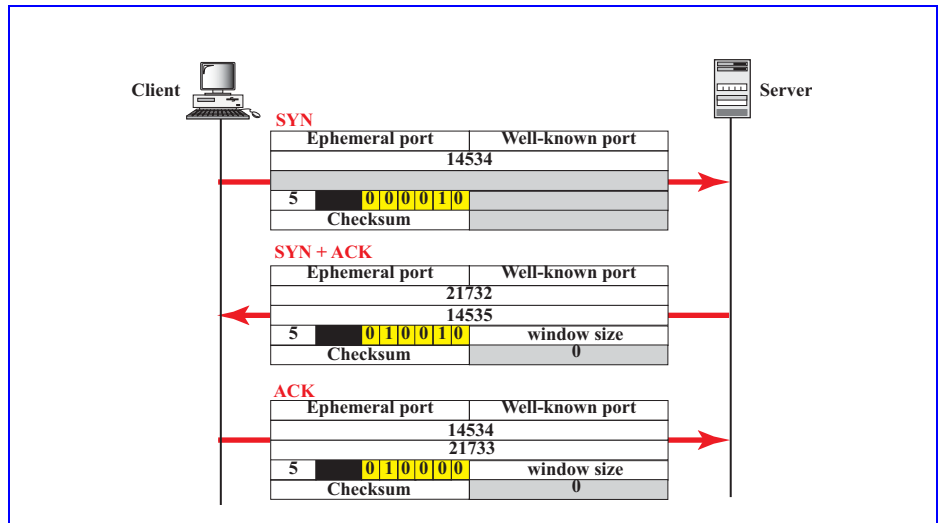 Client
Server
SYN
Ephemeral port Well-known port
14534
5 0 0 0 0 1 0
Checksum
SYN + ACK
Ephemeral port Well-known port
21732
14535
5 0 1 0 0 1 0 window size
Checksum 0
ACK
Ephemeral port Well-known port
14534
21733
5 0 1 0 0 0 0 window size
Checksum 0